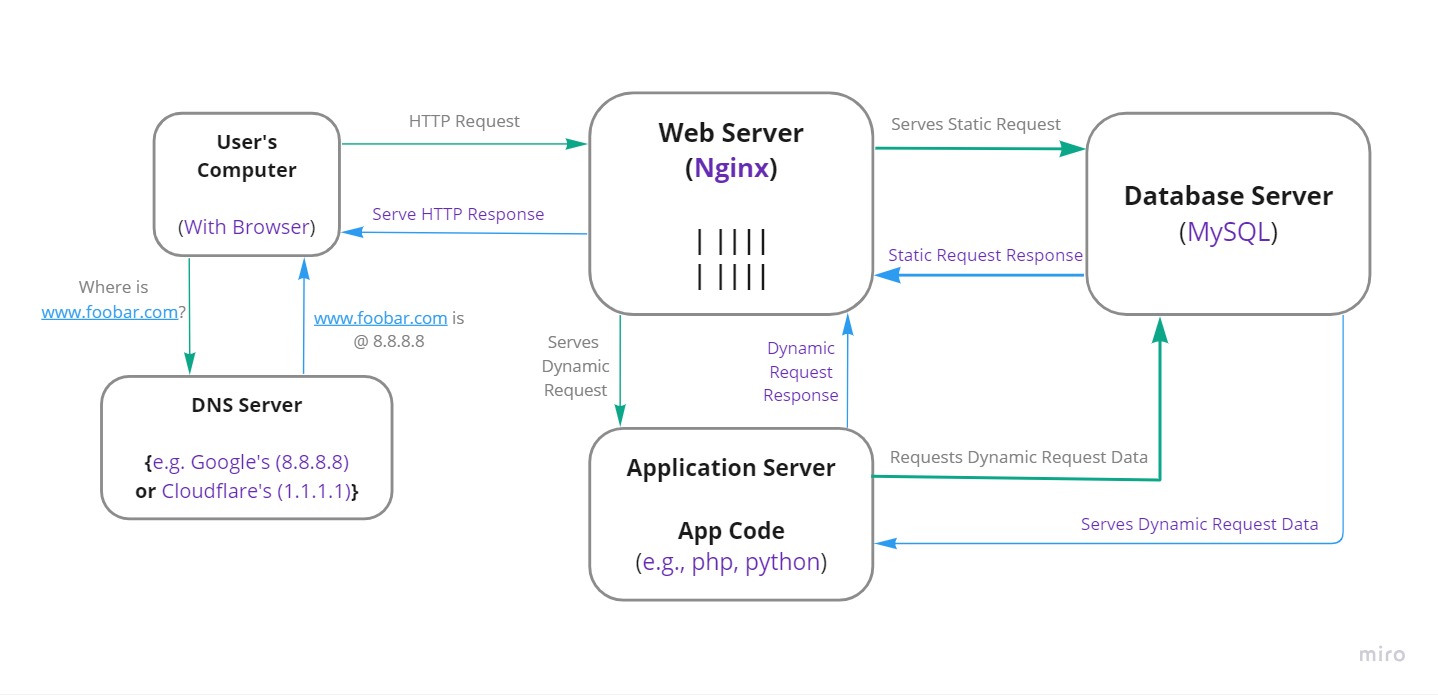 User's
Computer
(With Browser)
HTTP Request
Serve HTTP Response
Web Server
(Nginx)
| ||||
| ||||
Serves Static Request
Static Request Response
Database Server
(MySQL)
Where is
www.foobar.com?
www.foobar.com is
@ 8.8.8.8
DNS Server
{e.g. Google's (8.8.8.8)
or Cloudflare's (1.1.1.1)}
Serves
Dynamic
Request
Dynamic
Request
Response
Application Server
App Code
(e.g., php, python)
Requests Dynamic Request Data
Serves Dynamic Request Data
miro